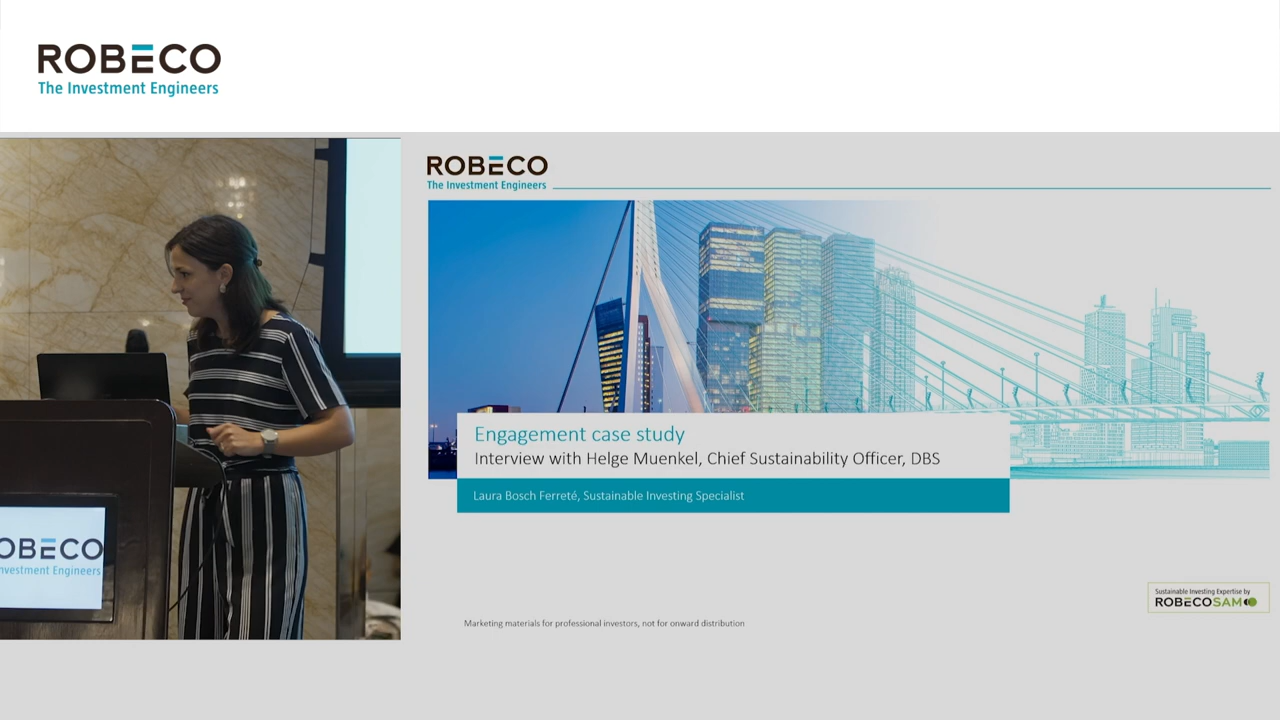 ROBECO
The Investment Engineers
ROBECO
The Investment Engineers
Engagement case study
Interview with Helge Muenkel, Chief Sustainability Officer, DBS
Laura Bosch Ferreté, Sustainable Investing Specialist
OBECO
nvestment Engineers
Sustainable Investing Expertise by
ROBECOSAM
Marketing materials for professional investors, not for onward distribution